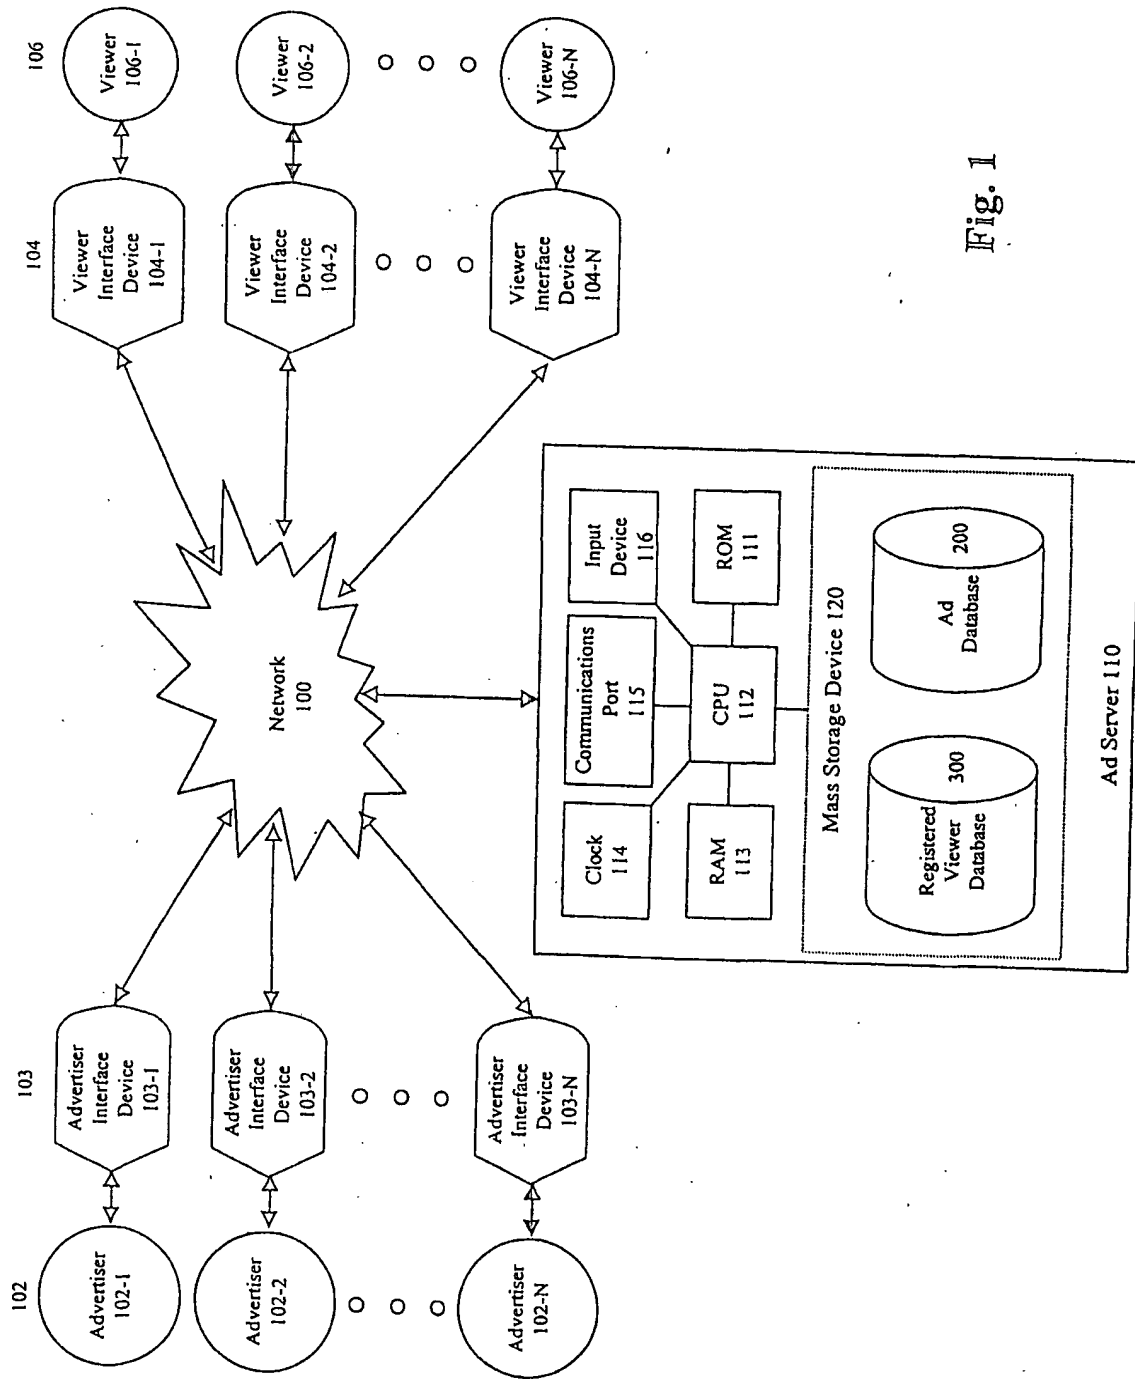 102
103
104
106
Advertiser
102-1
Advertiser
Interface
Device
103-1
Viewer
Interface
Device
104-1
Viewer
106-1
Advertiser
102-2
Advertiser
Interface
Device
103-2
Network
100
Viewer
Interface
Device
104-2
Viewer
106-2
Advertiser
102-N
Advertiser
Interface
Device
103-N
Viewer
Interface
Device
104-N
Viewer
106-N
Clock
114
Communications
Port
115
Input
Device
116
RAM
113
CPU
112
ROM
111
Mass Storage Device 120
Registered
Viewer
Database
300
Ad
Database
200
Ad Server 110
Fig. 1